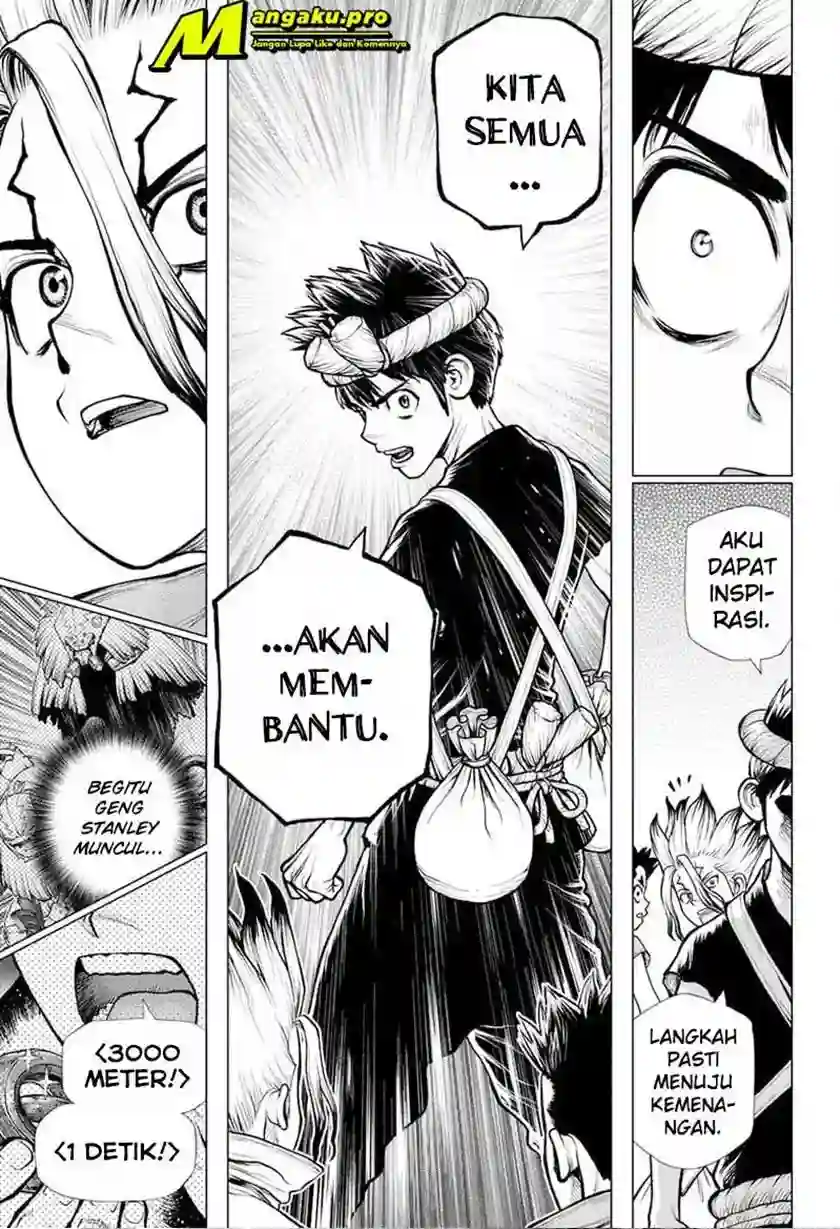 Mangaku.pro
Jangan Lupa Like dan Komennya
AKU
DAPAT
INSPI-
RASI.
LANGKAH
PASTI
MENUJU
KEMENA-
NGAN.
KITA
SEMUA
...
...AKAN
MEM-
BANTU.
BEGITU
GENG
STANLEY
MUNCUL...
<3000
METER!>
<1 DETIK!>